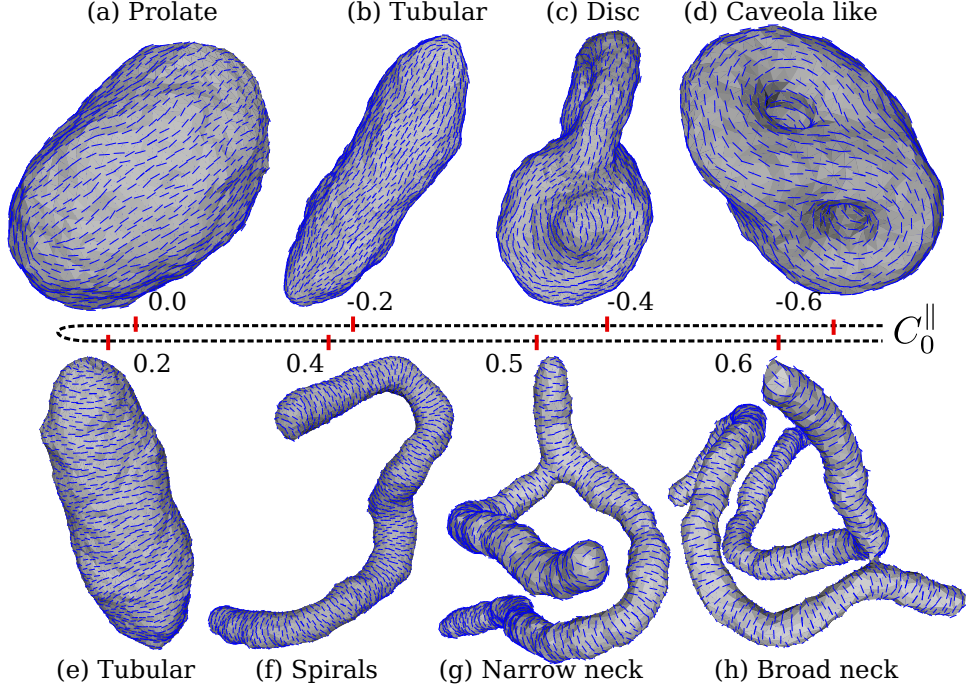 (a) Prolate (b) Tubular (c) Disc (d) Caveola like
0.0 -0.2 -0.4 -0.6
C₀^∥
0.2 0.4 0.5 0.6
(e) Tubular (f) Spirals (g) Narrow neck (h) Broad neck